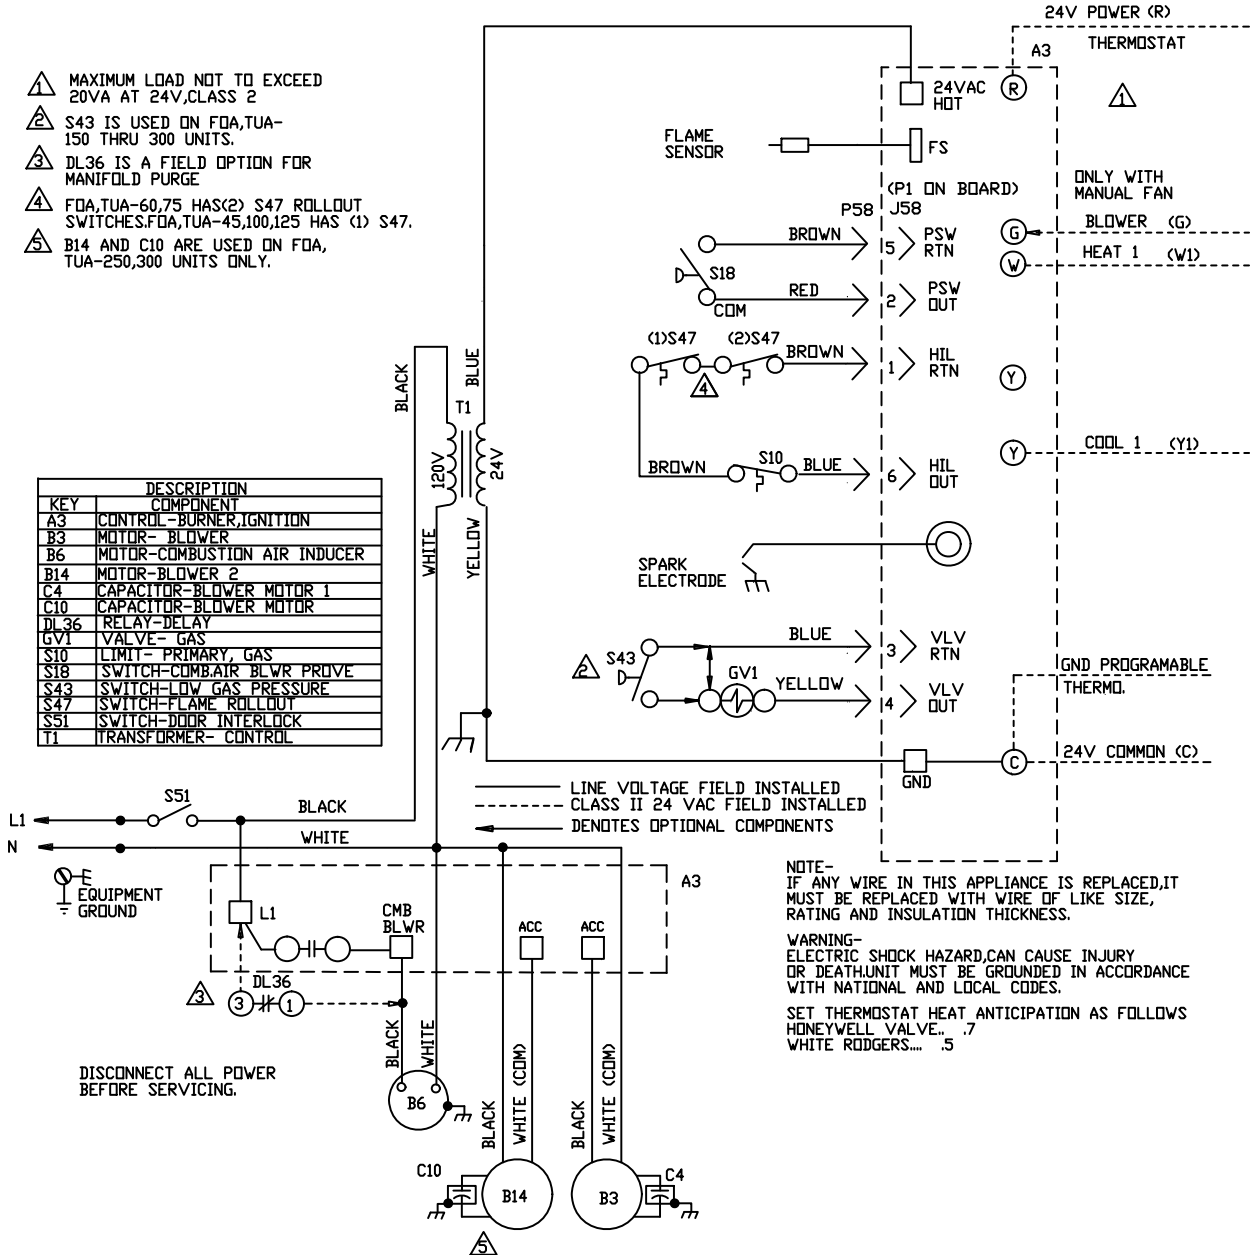 24V POWER (R)
THERMOSTAT
A3
1
24VAC
HOT
R
1 MAXIMUM LOAD NOT TO EXCEED
20VA AT 24V,CLASS 2
2 S43 IS USED ON FOA,TUA-
150 THRU 300 UNITS.
3 DL36 IS A FIELD OPTION FOR
MANIFOLD PURGE
4 FOA,TUA-60,75 HAS(2) S47 ROLLOUT
SWITCHES.FOA,TUA-45,100,125 HAS (1) S47.
5 B14 AND C10 ARE USED ON FOA,
TUA-250,300 UNITS ONLY.
FLAME
SENSOR
FS
(P1 ON BOARD)
P58 J58
ONLY WITH
MANUAL FAN
BROWN
5
PSW
RTN
G
BLOWER (G)
W
HEAT 1 (W1)
S18
RED
COM
2
PSW
OUT
(1)S47
(2)S47
BROWN
4
1
HIL
RTN
Y
Y
COOL 1 (Y1)
BROWN
S10
BLUE
6
HIL
OUT
BLACK
BLUE
T1
120V
24V
WHITE
YELLOW
DESCRIPTION
KEY COMPONENT
A3 CONTROL-BURNER,IGNITION
B3 MOTOR- BLOWER
B6 MOTOR-COMBUSTION AIR INDUCER
B14 MOTOR-BLOWER 2
C4 CAPACITOR-BLOWER MOTOR 1
C10 CAPACITOR-BLOWER MOTOR
DL36 RELAY-DELAY
GV1 VALVE- GAS
S10 LIMIT- PRIMARY, GAS
S18 SWITCH-COMB.AIR BLWR PROVE
S43 SWITCH-LOW GAS PRESSURE
S47 SWITCH-FLAME ROLLOUT
S51 SWITCH-DOOR INTERLOCK
T1 TRANSFORMER- CONTROL
SPARK
ELECTRODE
2
S43
BLUE
3
VLV
RTN
GV1
YELLOW
4
VLV
OUT
GND PROGRAMABLE
THERMO.
GND
C
24V COMMON (C)
S51
L1
BLACK
N
WHITE
LINE VOLTAGE FIELD INSTALLED
CLASS II 24 VAC FIELD INSTALLED
DENOTES OPTIONAL COMPONENTS
EQUIPMENT
GROUND
A3
L1
CMB
BLWR
ACC
ACC
3
DL36
3
1
BLACK
WHITE
B6
BLACK
WHITE (COM)
BLACK
WHITE (COM)
DISCONNECT ALL POWER
BEFORE SERVICING.
C10
B14
B3
C4
5
NOTE-
IF ANY WIRE IN THIS APPLIANCE IS REPLACED,IT
MUST BE REPLACED WITH WIRE OF LIKE SIZE,
RATING AND INSULATION THICKNESS.
WARNING-
ELECTRIC SHOCK HAZARD,CAN CAUSE INJURY
OR DEATH.UNIT MUST BE GROUNDED IN ACCORDANCE
WITH NATIONAL AND LOCAL CODES.
SET THERMOSTAT HEAT ANTICIPATION AS FOLLOWS
HONEYWELL VALVE.. .7
WHITE RODGERS.... .5